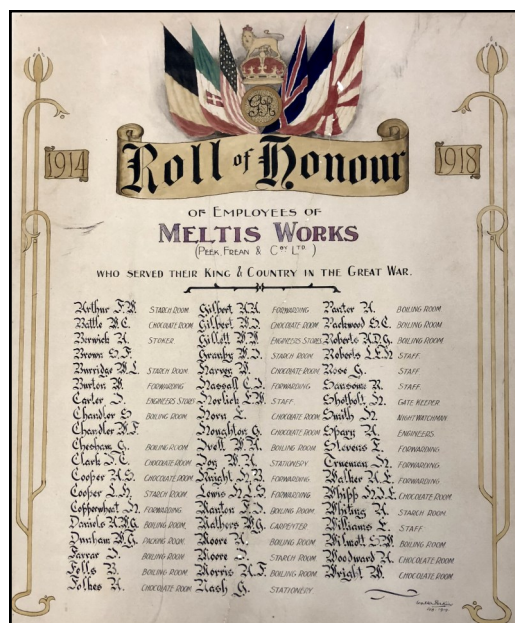 1914
1918
Roll of Honour
OF EMPLOYEES OF
MELTIS WORKS
(PEEK, FREAN & COY LTD.)
WHO SERVED THEIR KING & COUNTRY IN THE GREAT WAR.
Arthur F.W. STARCH ROOM
Battle W.C. CHOCOLATE ROOM
Berwick A. STOKER
Brown S.F.
Burridge W.L. STARCH ROOM
Burton W. FORWARDING
Carter J. ENGINEERS STORES
Chandler S BOILING ROOM
Chandler W.F.
Chesham G. BOILING ROOM
Clark T.C. CHOCOLATE ROOM
Cooper A.S. CHOCOLATE ROOM
Cooper L.H. STARCH ROOM
Copperwheat H. FORWARDING
Daniels A.W.G. BOILING ROOM
Dunham W.G. PACKING ROOM
Farrar J. BOILING ROOM
Fells B. BOILING ROOM
Folkes A. CHOCOLATE ROOM
Gilbert A.A. FORWARDING
Gilbert W.J. CHOCOLATE ROOM
Gillett W.W. ENGINEERS STORES
Granby W.J. STARCH ROOM
Harvey W. CHOCOLATE ROOM
Hassall C.J. FORWARDING
Horlick E.W. STAFF
Horn E. CHOCOLATE ROOM
Houghton G. CHOCOLATE ROOM
Ivell W.A. BOILING ROOM
Joy W.A. STATIONERY
Knight H.B. FORWARDING
Lewis H.L.S. FORWARDING
Manton F.J. BOILING ROOM
Mathers W.G. CARPENTER
Moore A. BOILING ROOM
Moore STARCH ROOM
Morris A.F. BOILING ROOM
Nash G. STATIONERY
Panter A. BOILING ROOM
Packwood S.C. BOILING ROOM
Roberts A.D.G. BOILING ROOM
Roberts L.E.H. STAFF
Rose G. STAFF
Sansome R. STAFF
Shotbolt H. GATE KEEPER
Smith H. NIGHT WATCHMAN
Spary A. ENGINEERS
Stevens E. FORWARDING
Trueman H. FORWARDING
Walker A.E. FORWARDING
Whipp H.D.L. CHOCOLATE ROOM
Whiting A. STARCH ROOM
Williams E. STAFF
Wilmott S.W. BOILING ROOM
Woodward A. CHOCOLATE ROOM
Wright W. CHOCOLATE ROOM